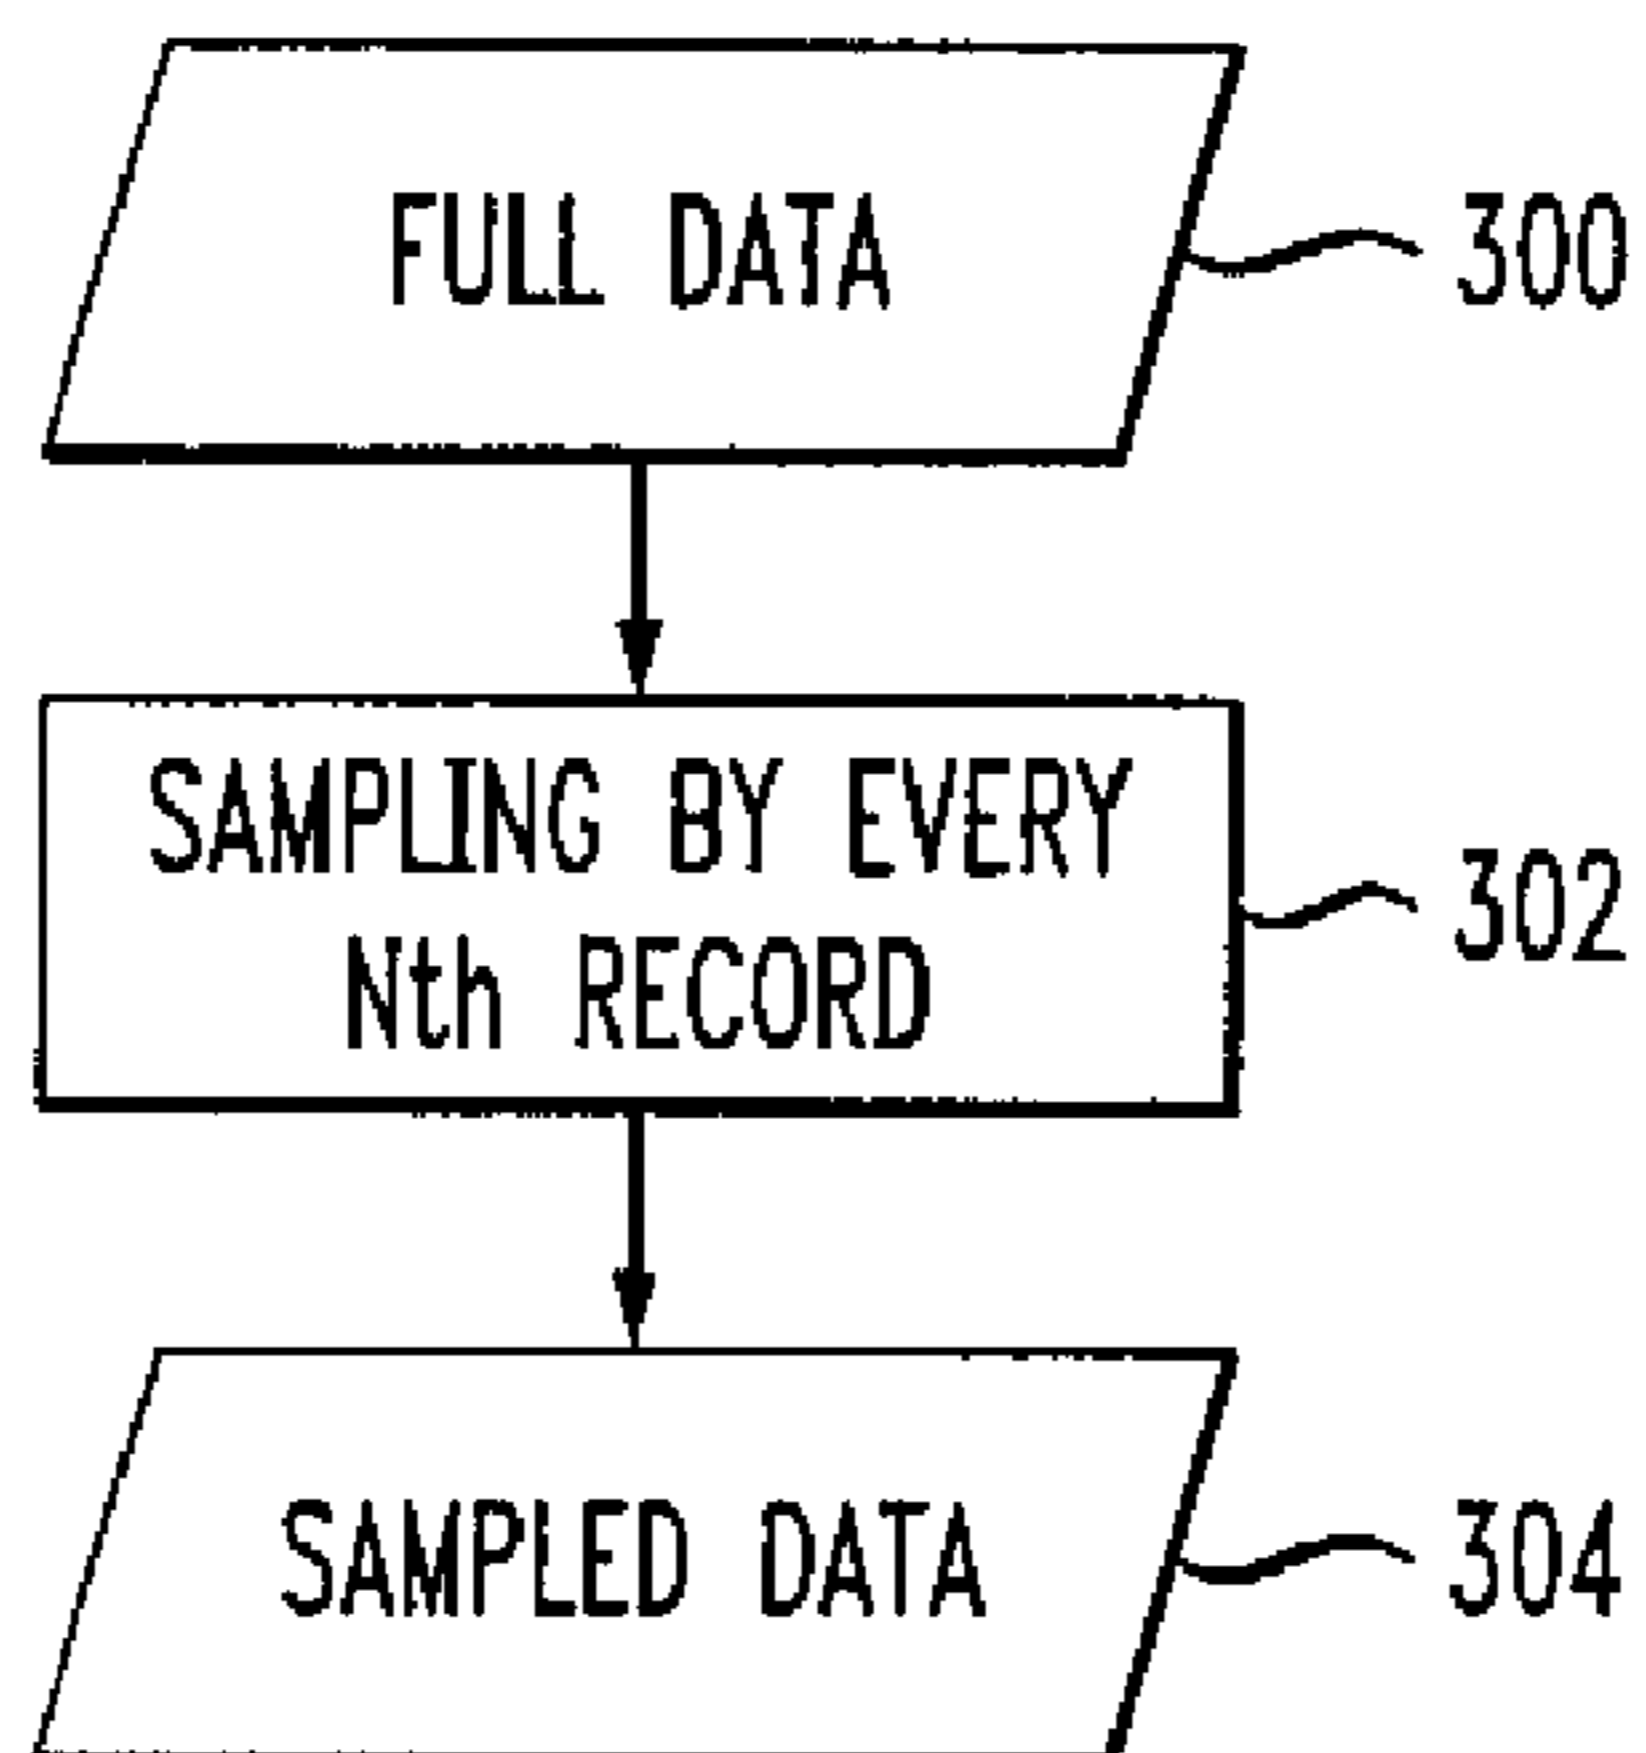 FULL DATA
300
SAMPLING BY EVERY
Nth RECORD
302
SAMPLED DATA
304